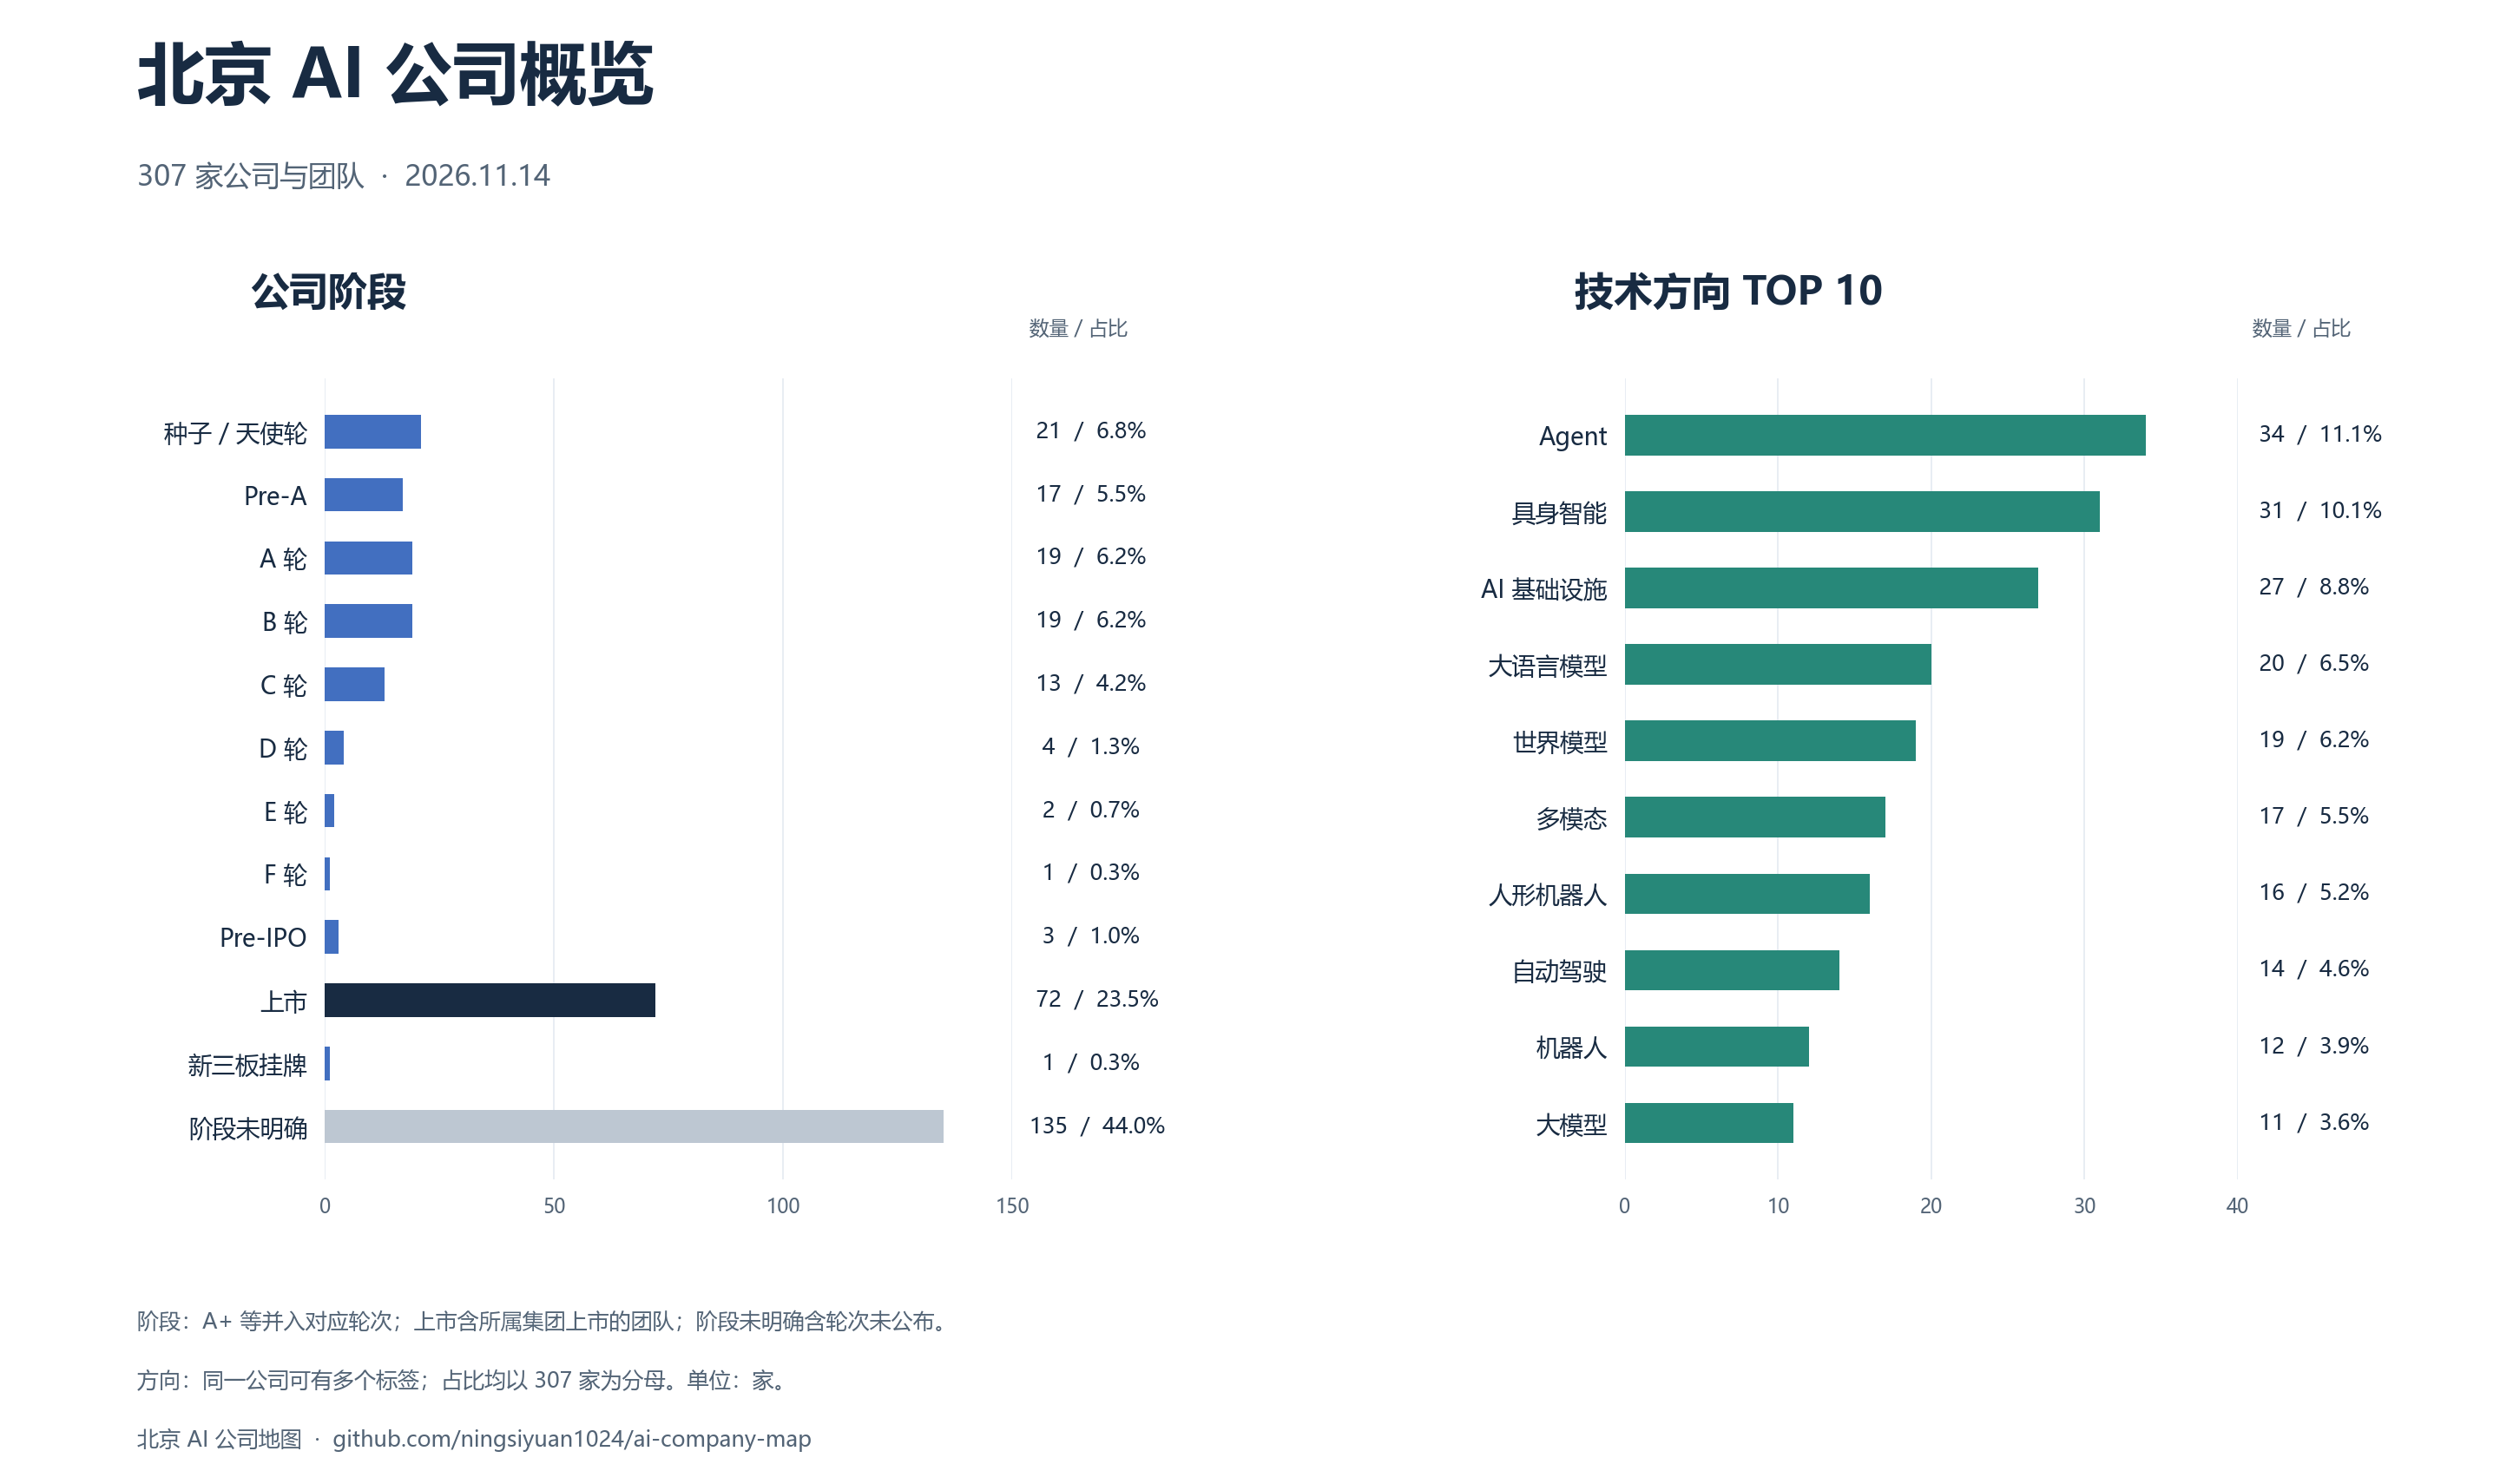 北京 AI 公司概览
307 家公司与团队 · 2026.11.14
公司阶段
数量 / 占比
种子 / 天使轮 21 / 6.8%
Pre-A 17 / 5.5%
A 轮 19 / 6.2%
B 轮 19 / 6.2%
C 轮 13 / 4.2%
D 轮 4 / 1.3%
E 轮 2 / 0.7%
F 轮 1 / 0.3%
Pre-IPO 3 / 1.0%
上市 72 / 23.5%
新三板挂牌 1 / 0.3%
阶段未明确 135 / 44.0%
0 50 100 150
技术方向 TOP 10
数量 / 占比
Agent 34 / 11.1%
具身智能 31 / 10.1%
AI 基础设施 27 / 8.8%
大语言模型 20 / 6.5%
世界模型 19 / 6.2%
多模态 17 / 5.5%
人形机器人 16 / 5.2%
自动驾驶 14 / 4.6%
机器人 12 / 3.9%
大模型 11 / 3.6%
0 10 20 30 40
阶段：A+ 等并入对应轮次；上市含所属集团上市的团队；阶段未明确含轮次未公布。
方向：同一公司可有多个标签；占比均以 307 家为分母。单位：家。
北京 AI 公司地图 · github.com/ningsiyuan1024/ai-company-map